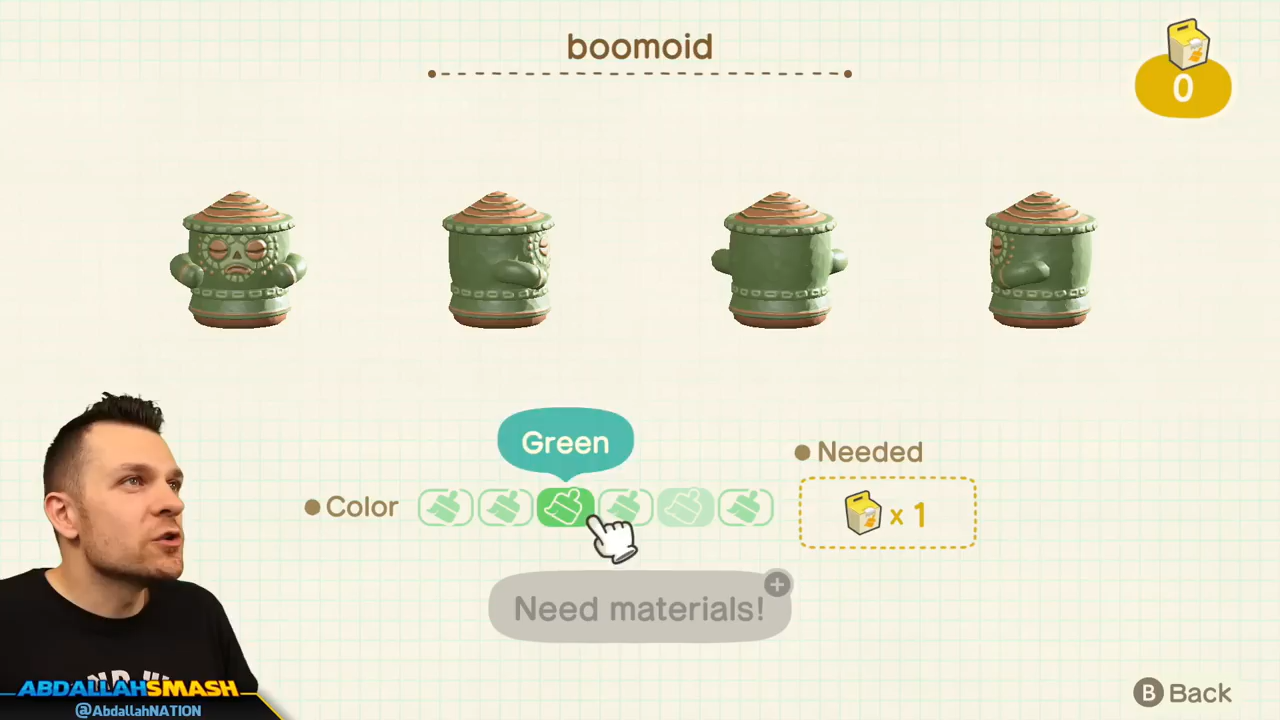 boomoid
0
Green
Needed
Color
x 1
Need materials!
ABDALLAHSMASH
@AbdallahNATION
B Back